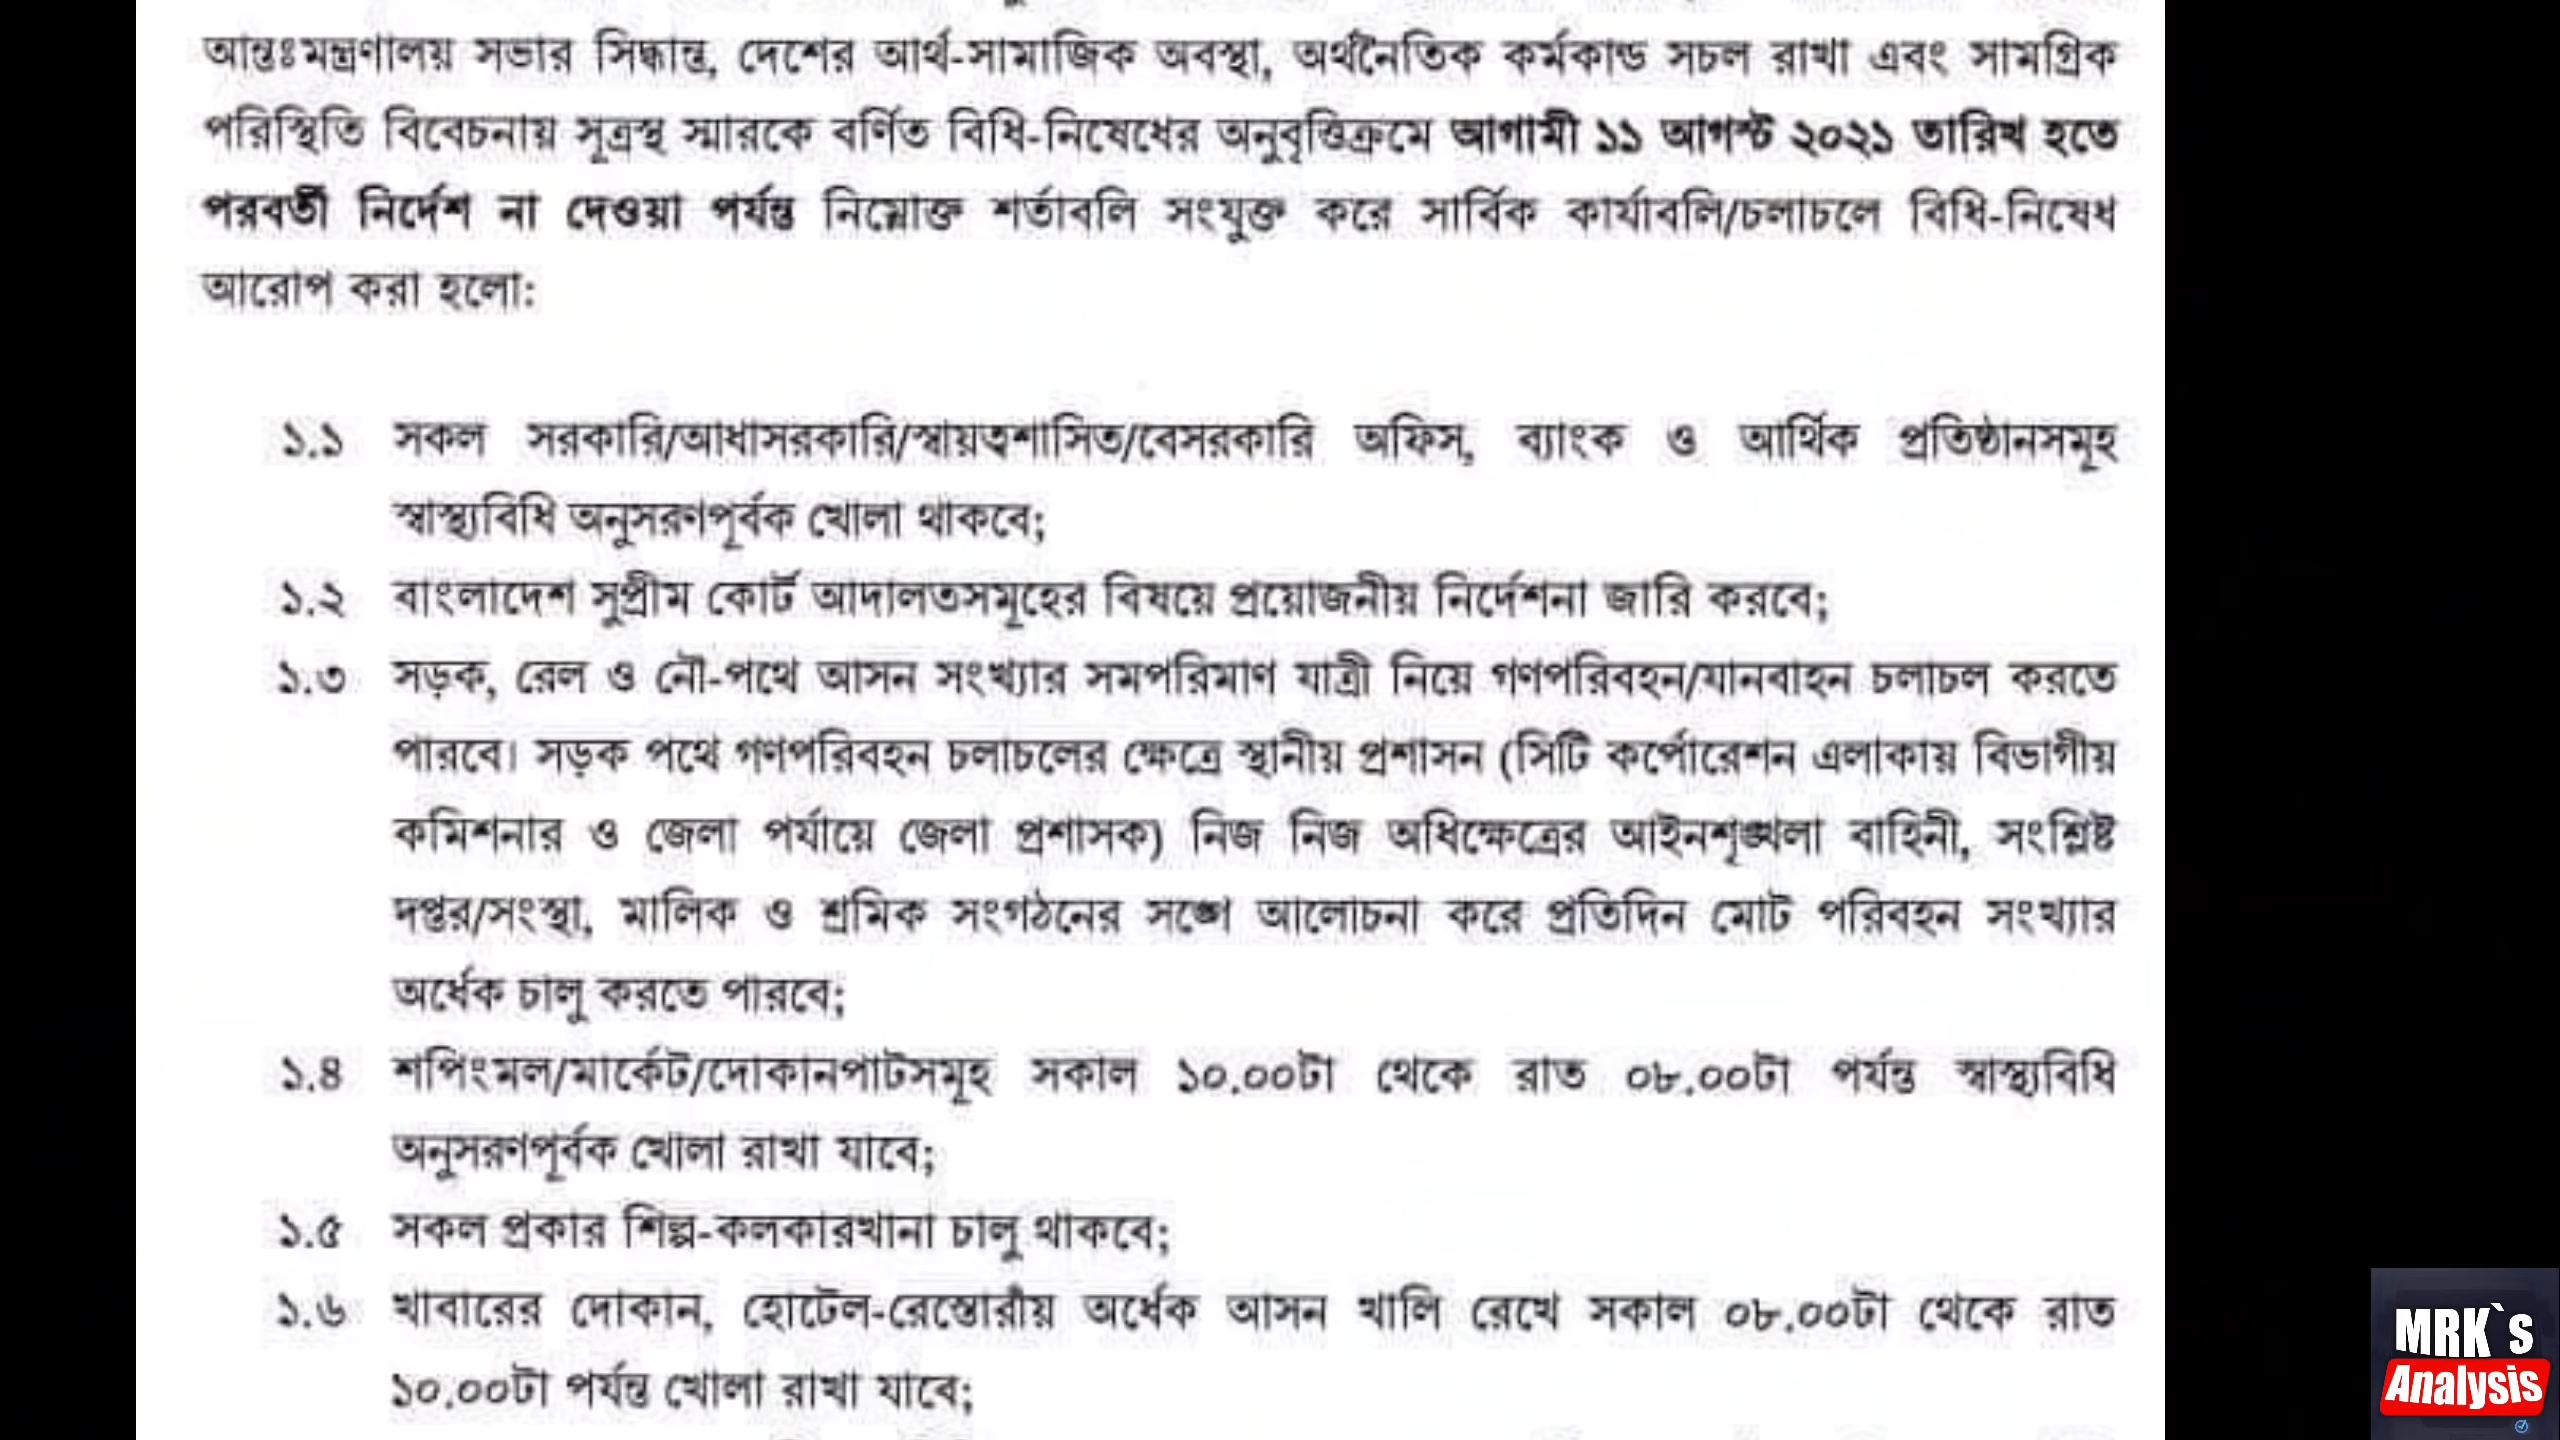 আন্তঃমন্ত্রণালয় সভার সিদ্ধান্ত, দেশের আর্থ-সামাজিক অবস্থা, অর্থনৈতিক কর্মকান্ড সচল রাখা এবং সামগ্রিক
পরিস্থিতি বিবেচনায় সূত্রস্থ স্মারকে বর্ণিত বিধি-নিষেধের অনুবৃত্তিক্রমে আগামী ১১ আগস্ট ২০২১ তারিখ হতে
পরবর্তী নির্দেশ না দেওয়া পর্যন্ত নিম্নোক্ত শর্তাবলি সংযুক্ত করে সার্বিক কার্যাবলি/চলাচলে বিধি-নিষেধ
আরোপ করা হলো:
১.১ সকল সরকারি/আধাসরকারি/স্বায়ত্বশাসিত/বেসরকারি অফিস, ব্যাংক ও আর্থিক প্রতিষ্ঠানসমূহ
স্বাস্থ্যবিধি অনুসরণপূর্বক খোলা থাকবে;
১.২ বাংলাদেশ সুপ্রীম কোর্ট আদালতসমূহের বিষয়ে প্রয়োজনীয় নির্দেশনা জারি করবে;
১.৩ সড়ক, রেল ও নৌ-পথে আসন সংখ্যার সমপরিমাণ যাত্রী নিয়ে গণপরিবহন/যানবাহন চলাচল করতে
পারবে। সড়ক পথে গণপরিবহন চলাচলের ক্ষেত্রে স্থানীয় প্রশাসন (সিটি কর্পোরেশন এলাকায় বিভাগীয়
কমিশনার ও জেলা পর্যায়ে জেলা প্রশাসক) নিজ নিজ অধিক্ষেত্রের আইনশৃঙ্খলা বাহিনী, সংশ্লিষ্ট
দপ্তর/সংস্থা, মালিক ও শ্রমিক সংগঠনের সঙ্গে আলোচনা করে প্রতিদিন মোট পরিবহন সংখ্যার
অর্ধেক চালু করতে পারবে;
১.৪ শপিংমল/মার্কেট/দোকানপাটসমূহ সকাল ১০.০০টা থেকে রাত ০৮.০০টা পর্যন্ত স্বাস্থ্যবিধি
অনুসরণপূর্বক খোলা রাখা যাবে;
১.৫ সকল প্রকার শিল্প-কলকারখানা চালু থাকবে;
১.৬ খাবারের দোকান, হোটেল-রেস্তোরাঁয় অর্ধেক আসন খালি রেখে সকাল ০৮.০০টা থেকে রাত
১০.০০টা পর্যন্ত খোলা রাখা যাবে;
MRK`s
Analysis